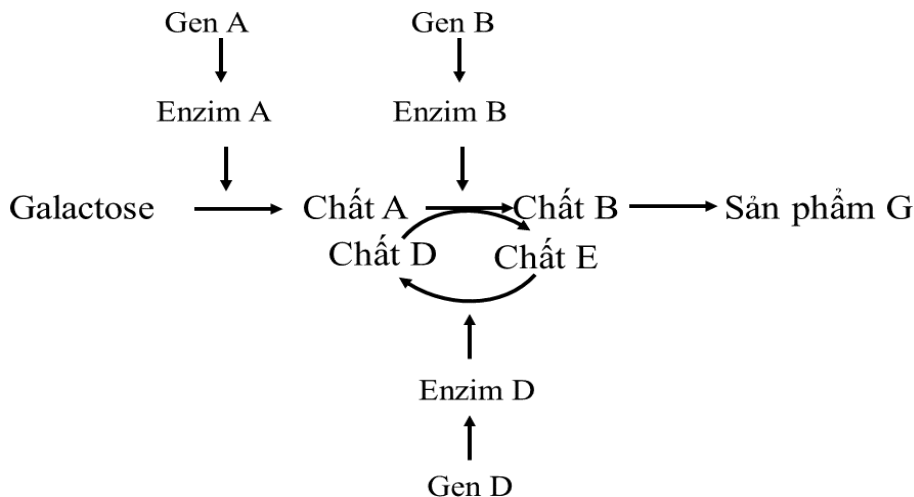 Gen A
Gen B
Enzim A
Enzim B
Galactose
Chất A
Chất B
Sản phẩm G
Chất D
Chất E
Enzim D
Gen D